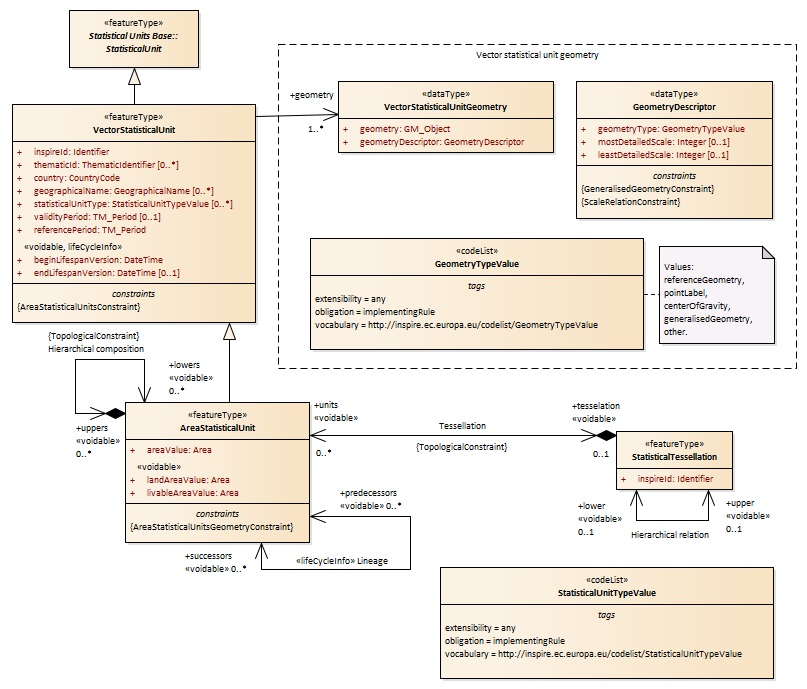 «featureType»
Statistical Units Base::
StatisticalUnit
Vector statistical unit geometry
«featureType»
VectorStatisticalUnit
+ inspireId: Identifier
+ thematicId: ThematicIdentifier [0..*]
+ country: CountryCode
+ geographicalName: GeographicalName [0..*]
+ statisticalUnitType: StatisticalUnitTypeValue [0..*]
+ validityPeriod: TM_Period [0..1]
+ referencePeriod: TM_Period
«voidable, lifeCycleInfo»
+ beginLifespanVersion: DateTime
+ endLifespanVersion: DateTime [0..1]
constraints
{AreaStatisticalUnitsConstraint}
+geometry
1..*
«dataType»
VectorStatisticalUnitGeometry
+ geometry: GM_Object
+ geometryDescriptor: GeometryDescriptor
«dataType»
GeometryDescriptor
+ geometryType: GeometryTypeValue
+ mostDetailedScale: Integer [0..1]
+ leastDetailedScale: Integer [0..1]
constraints
{GeneralisedGeometryConstraint}
{ScaleRelationConstraint}
«codeList»
GeometryTypeValue
tags
extensibility = any
obligation = implementingRule
vocabulary = http://inspire.ec.europa.eu/codelist/GeometryTypeValue
Values:
referenceGeometry,
pointLabel,
centerOfGravity,
generalisedGeometry,
other.
{TopologicalConstraint}
Hierarchical composition
+lowers
«voidable»
0..*
+uppers
«voidable»
0..*
«featureType»
AreaStatisticalUnit
+ areaValue: Area
«voidable»
+ landAreaValue: Area
+ livableAreaValue: Area
constraints
{AreaStatisticalUnitsGeometryConstraint}
+units
«voidable»
0..*
Tessellation
{TopologicalConstraint}
+tesselation
«voidable»
0..1
«featureType»
StatisticalTessellation
+ inspireId: Identifier
+lower
«voidable»
0..1
+upper
«voidable»
0..1
Hierarchical relation
+predecessors
«voidable» 0..*
+successors
«voidable» 0..*
«lifeCycleInfo» Lineage
«codeList»
StatisticalUnitTypeValue
tags
extensibility = any
obligation = implementingRule
vocabulary = http://inspire.ec.europa.eu/codelist/StatisticalUnitTypeValue